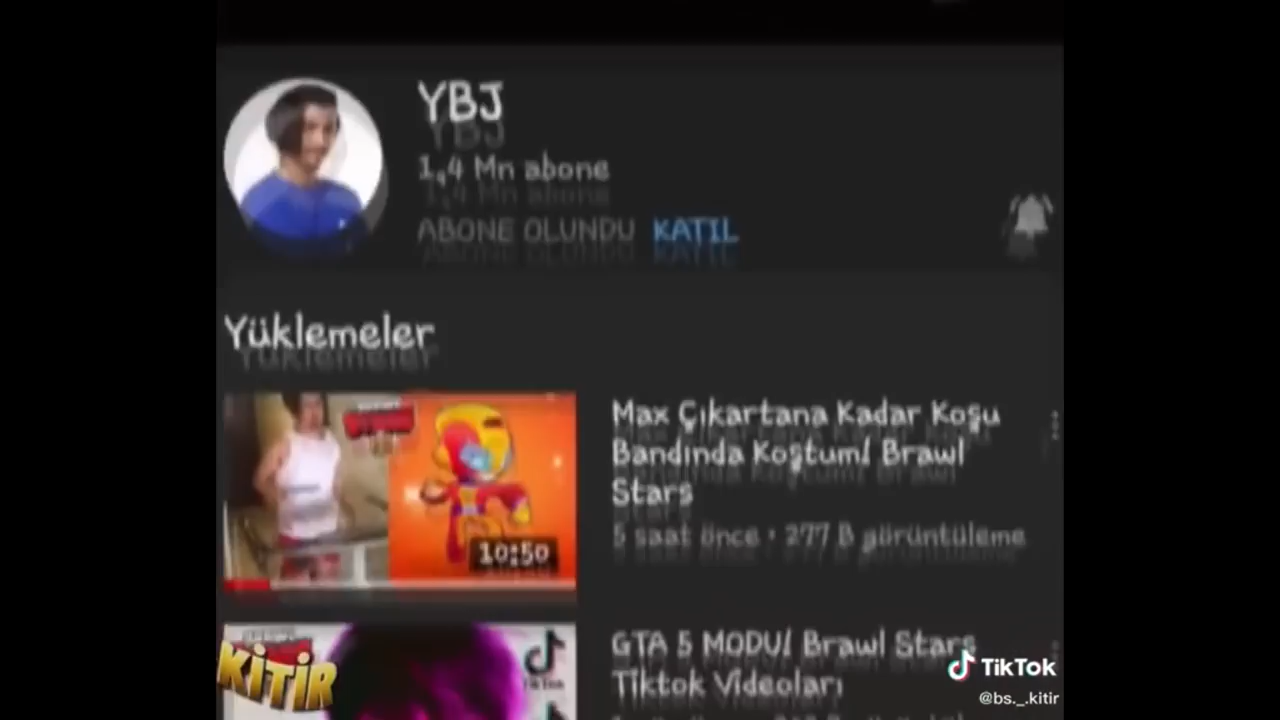 YBJ
1,4 Mn abone
ABONE OLUNDU KATIL
Yüklemeler
Max Çıkartana Kadar Koşu
Bandında Koştum! Brawl
Stars
5 saat önce • 277 B görüntüleme
10:50
GTA 5 MODU! Brawl Stars
Tiktok Videoları
KiTiR
TikTok
@bs._.kitir